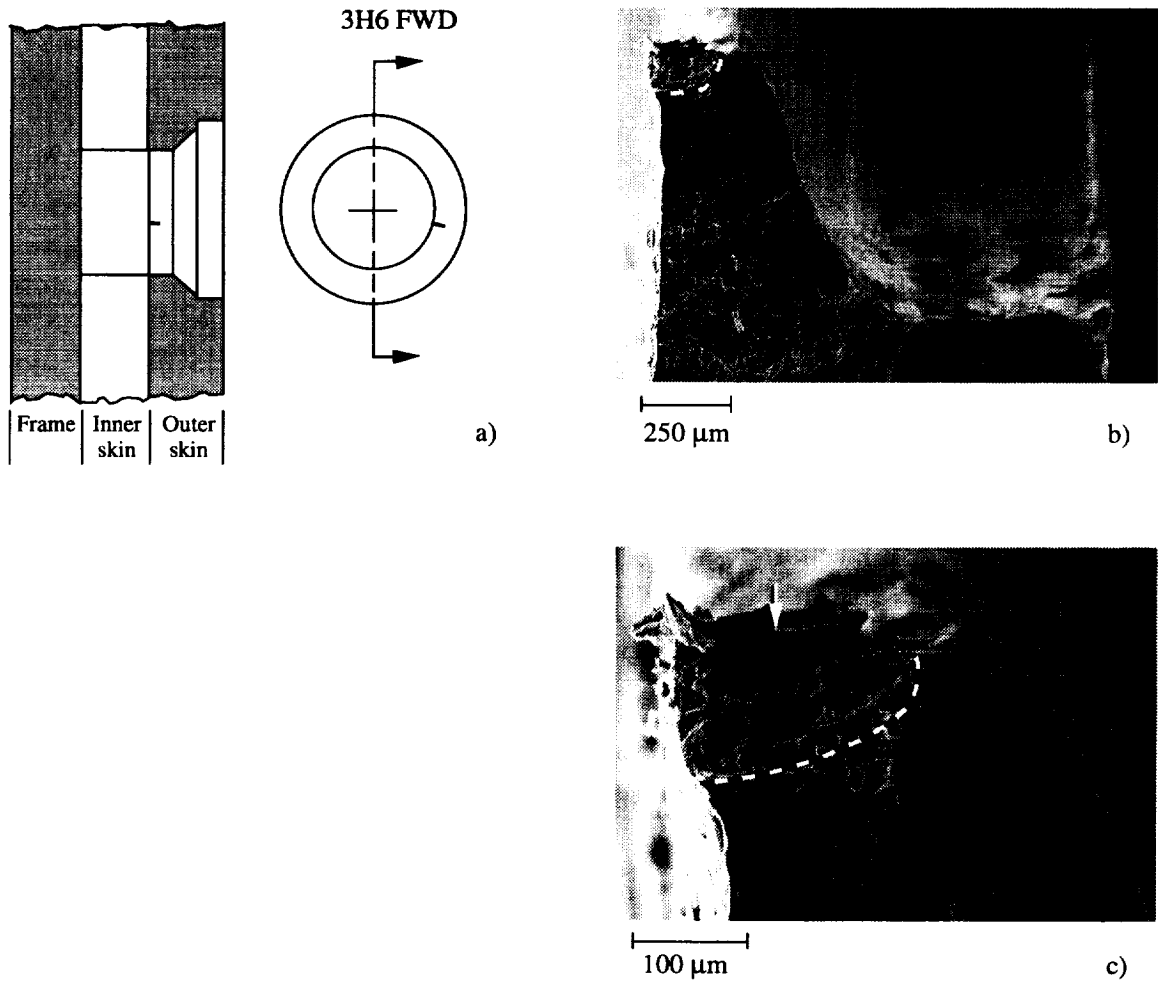 3H6 FWD
Frame
Inner
skin
Outer
skin
a)
250 μm
b)
100 μm
c)